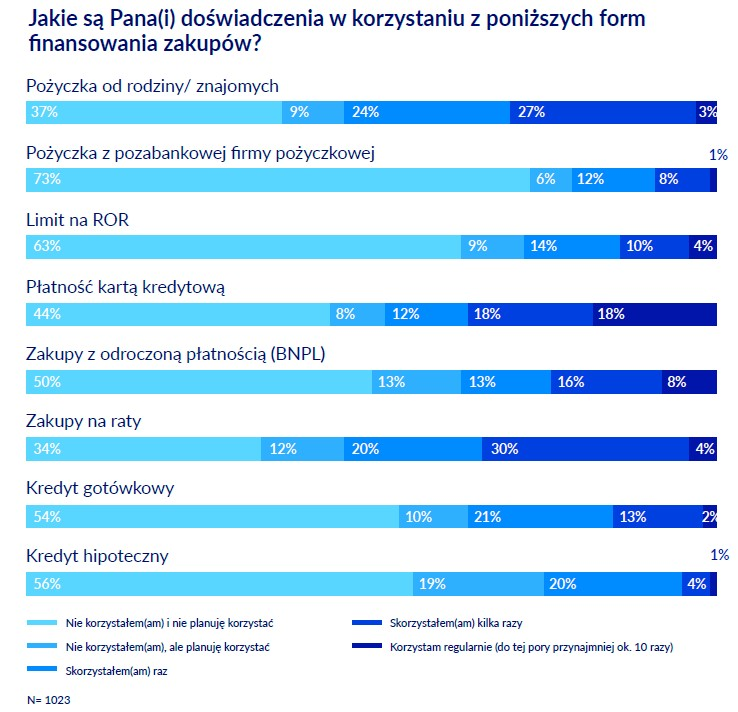 Jakie są Pana(i) doświadczenia w korzystaniu z poniższych form
finansowania zakupów?
Pożyczka od rodziny/ znajomych
37% 9% 24% 27% 3%
Pożyczka z pozabankowej firmy pożyczkowej 1%
73% 6% 12% 8%
Limit na ROR
63% 9% 14% 10% 4%
Płatność kartą kredytową
44% 8% 12% 18% 18%
Zakupy z odroczoną płatnością (BNPL)
50% 13% 13% 16% 8%
Zakupy na raty
34% 12% 20% 30% 4%
Kredyt gotówkowy
54% 10% 21% 13% 2%
Kredyt hipoteczny 1%
56% 19% 20% 4%
Nie korzystałem(am) i nie planuję korzystać
Nie korzystałem(am), ale planuję korzystać
Skorzystałem(am) raz
Skorzystałem(am) kilka razy
Korzystam regularnie (do tej pory przynajmniej ok. 10 razy)
N= 1023